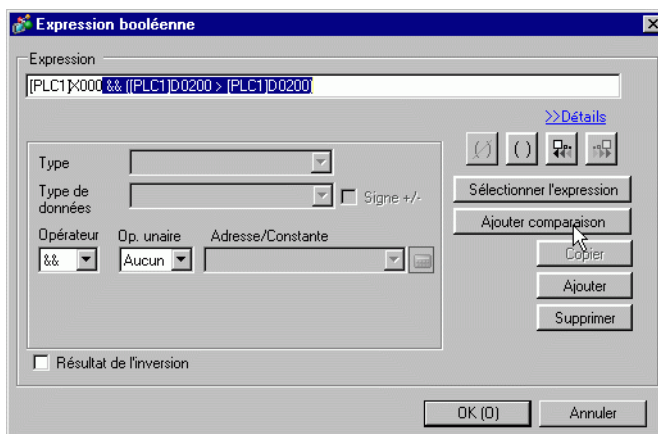 Expression booléenne
Expression
[PLC1]X000 && ([PLC1]D0200 > [PLC1]D0200)
>>Détails
( )
Type
Type de données
Signe +/-
Sélectionner l'expression
Ajouter comparaison
Opérateur Op. unaire Adresse/Constante
&& Aucun
Copier
Ajouter
Supprimer
Résultat de l'inversion
OK (O) Annuler